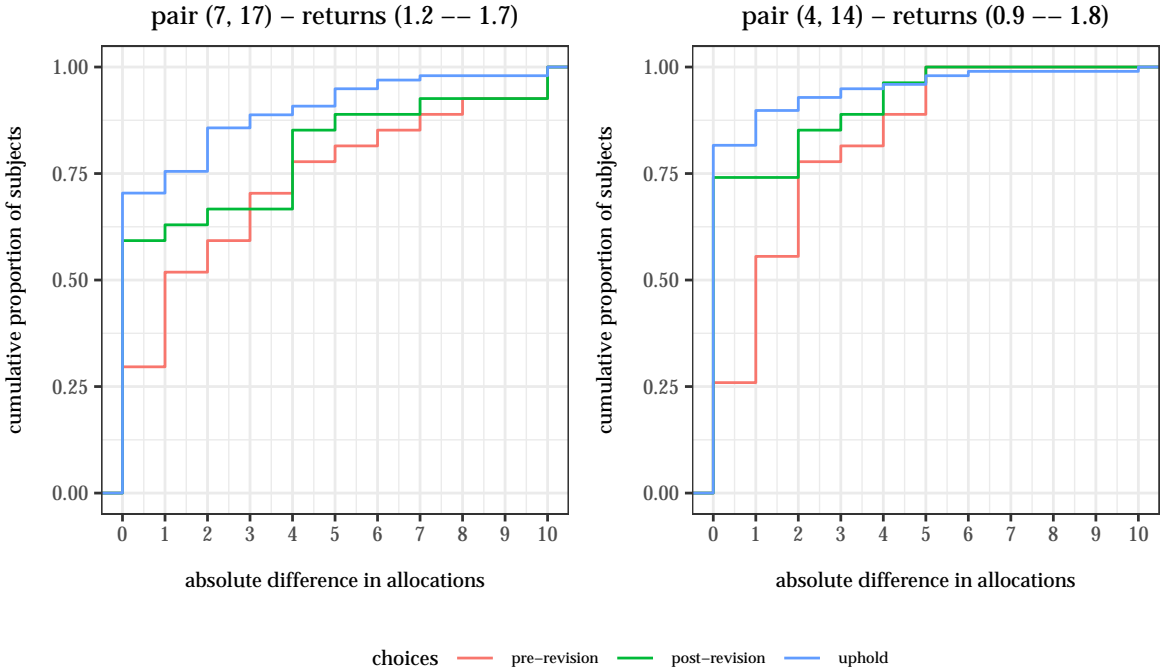 pair (7, 17) – returns (1.2 −− 1.7)
cumulative proportion of subjects
1.00
0.75
0.50
0.25
0.00
0 1 2 3 4 5 6 7 8 9 10
absolute difference in allocations
pair (4, 14) – returns (0.9 −− 1.8)
cumulative proportion of subjects
1.00
0.75
0.50
0.25
0.00
0 1 2 3 4 5 6 7 8 9 10
absolute difference in allocations
choices pre−revision post−revision uphold